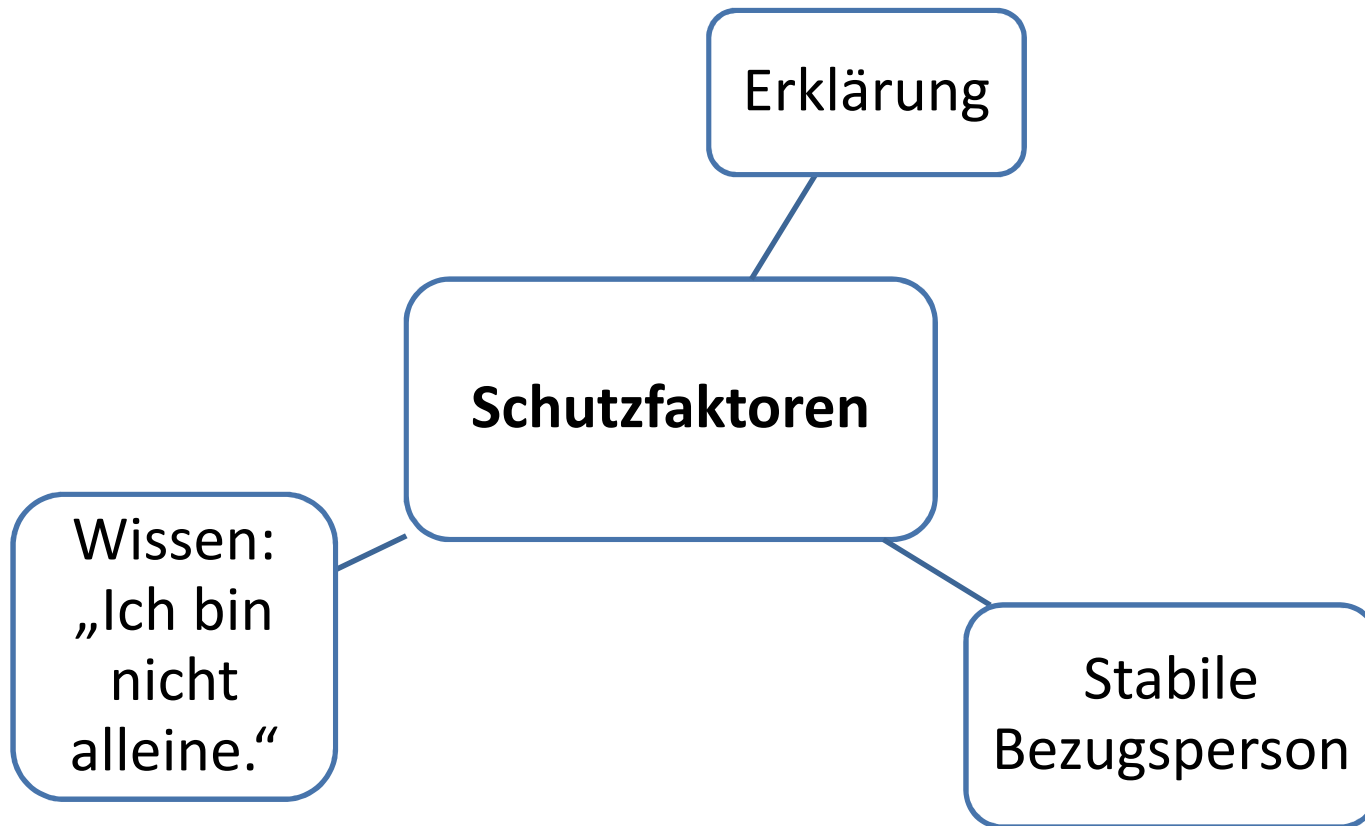 Erklärung
Schutzfaktoren
Wissen:
„Ich bin
nicht
alleine.“
Stabile
Bezugsperson